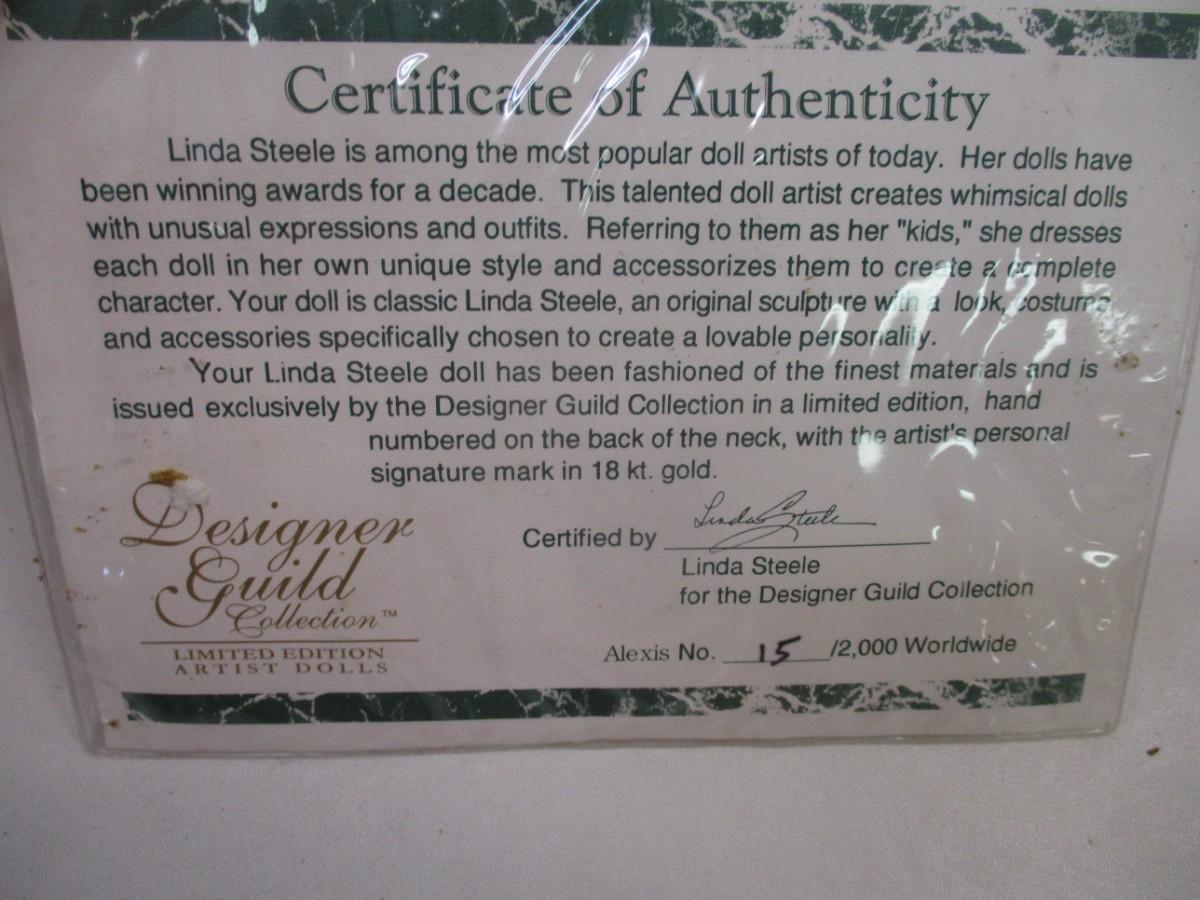 Certificate of Authenticity
Linda Steele is among the most popular doll artists of today. Her dolls have
been winning awards for a decade. This talented doll artist creates whimsical dolls
with unusual expressions and outfits. Referring to them as her "kids," she dresses
each doll in her own unique style and accessorizes them to create a complete
character. Your doll is classic Linda Steele, an original sculpture with a look, costume
and accessories specifically chosen to create a lovable personality.
Your Linda Steele doll has been fashioned of the finest materials and is
issued exclusively by the Designer Guild Collection in a limited edition, hand
numbered on the back of the neck, with the artist's personal
signature mark in 18 kt. gold.
Designer
Guild
Collection™
LIMITED EDITION
ARTIST DOLLS
Linda Steele
Certified by
Linda Steele
for the Designer Guild Collection
Alexis No. 15 /2,000 Worldwide